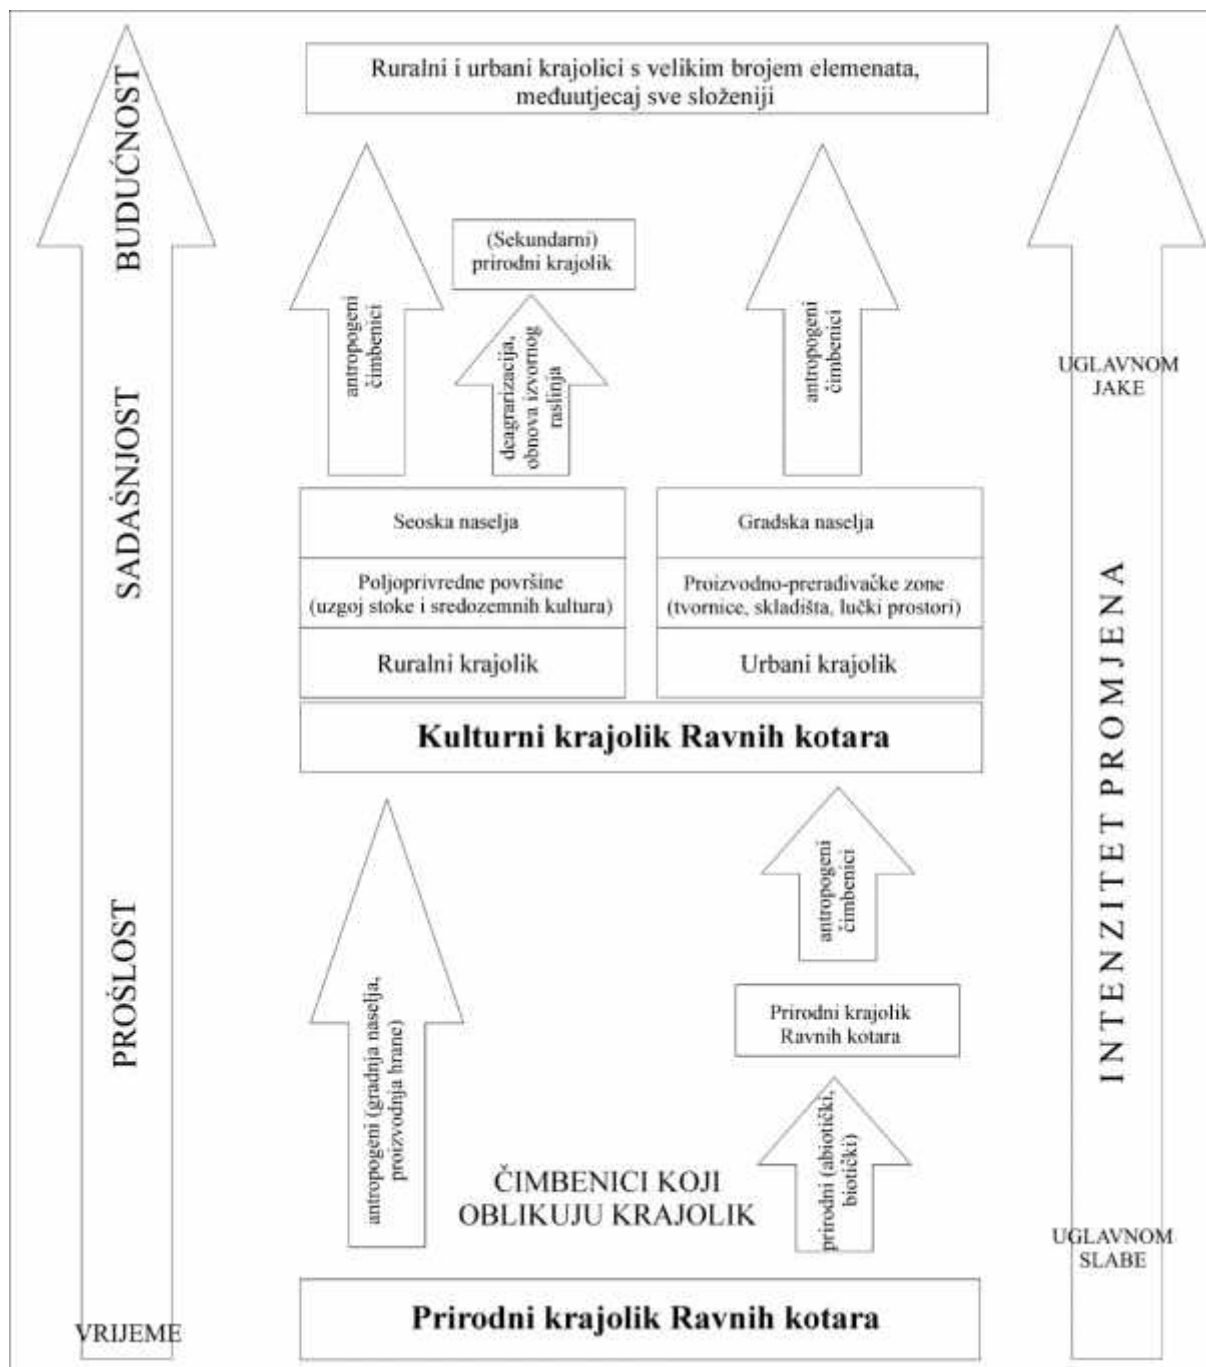 Ruralni i urbani krajolici s velikim brojem elemenata,
međuutjecaj sve složeniji
BUDUĆNOST
SADAŠNJOST
PROŠLOST
VRIJEME
(Sekundarni)
prirodni krajolik
antropogeni
čimbenici
deagrarizacija,
obnova izvornog
raslinja
antropogeni
čimbenici
UGLAVNOM
JAKE
Seoska naselja
Gradska naselja
Poljoprivredne površine
(uzgoj stoke i sredozemnih kultura)
Proizvodno-prerađivačke zone
(tvornice, skladišta, lučki prostori)
Ruralni krajolik
Urbani krajolik
Kulturni krajolik Ravnih kotara
INTENZITET PROMJENA
antropogeni
čimbenici
antropogeni (gradnja naselja,
proizvodnja hrane)
Prirodni krajolik
Ravnih kotara
prirodni (abiotički,
biotički)
ČIMBENICI KOJI
OBLIKUJU KRAJOLIK
UGLAVNOM
SLABE
Prirodni krajolik Ravnih kotara